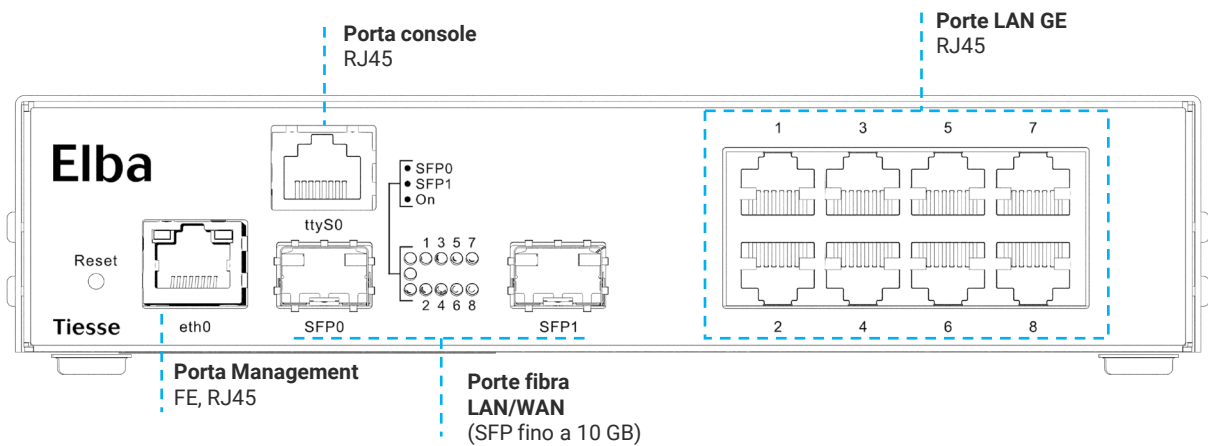 Porta console
RJ45
Porte LAN GE
RJ45
Elba
SFP0
SFP1
On
ttyS0
1 3 5 7
2 4 6 8
1 3 5 7
2 4 6 8
Reset
Tiesse
eth0
SFP0
SFP1
Porta Management
FE, RJ45
Porte fibra
LAN/WAN
(SFP fino a 10 GB)